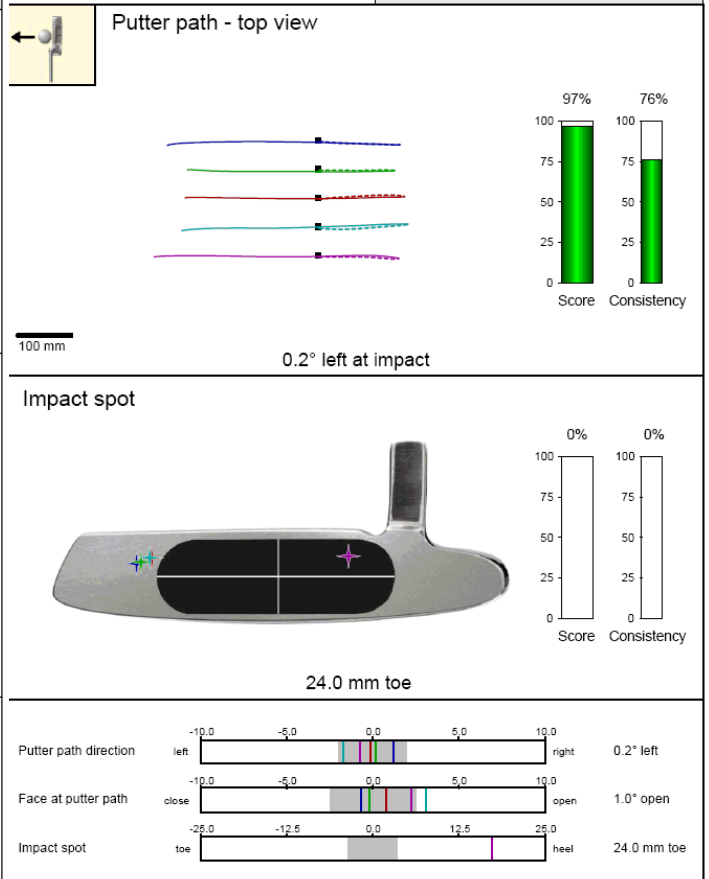 Putter path - top view
97% 76%
100 100
75 75
50 50
25 25
0 0
Score Consistency
100 mm
0.2° left at impact
Impact spot
0% 0%
100 100
75 75
50 50
25 25
0 0
Score Consistency
24.0 mm toe
-10.0 -5.0 0.0 5.0 10.0
Putter path direction left right 0.2° left
-10.0 -5.0 0.0 5.0 10.0
Face at putter path close open 1.0° open
-25.0 -12.5 0.0 12.5 25.0
Impact spot toe heel 24.0 mm toe